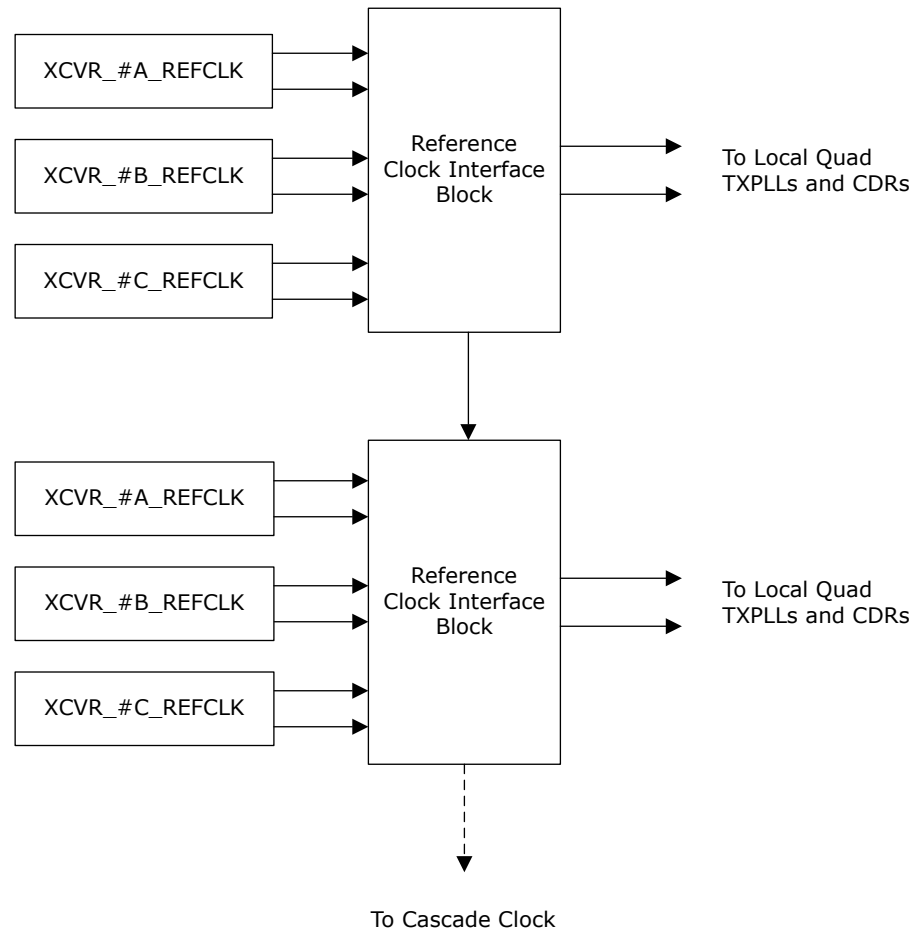 XCVR_#A_REFCLK
XCVR_#B_REFCLK
XCVR_#C_REFCLK
Reference
Clock Interface
Block
To Local Quad
TXPLLs and CDRs
XCVR_#A_REFCLK
XCVR_#B_REFCLK
XCVR_#C_REFCLK
Reference
Clock Interface
Block
To Local Quad
TXPLLs and CDRs
To Cascade Clock